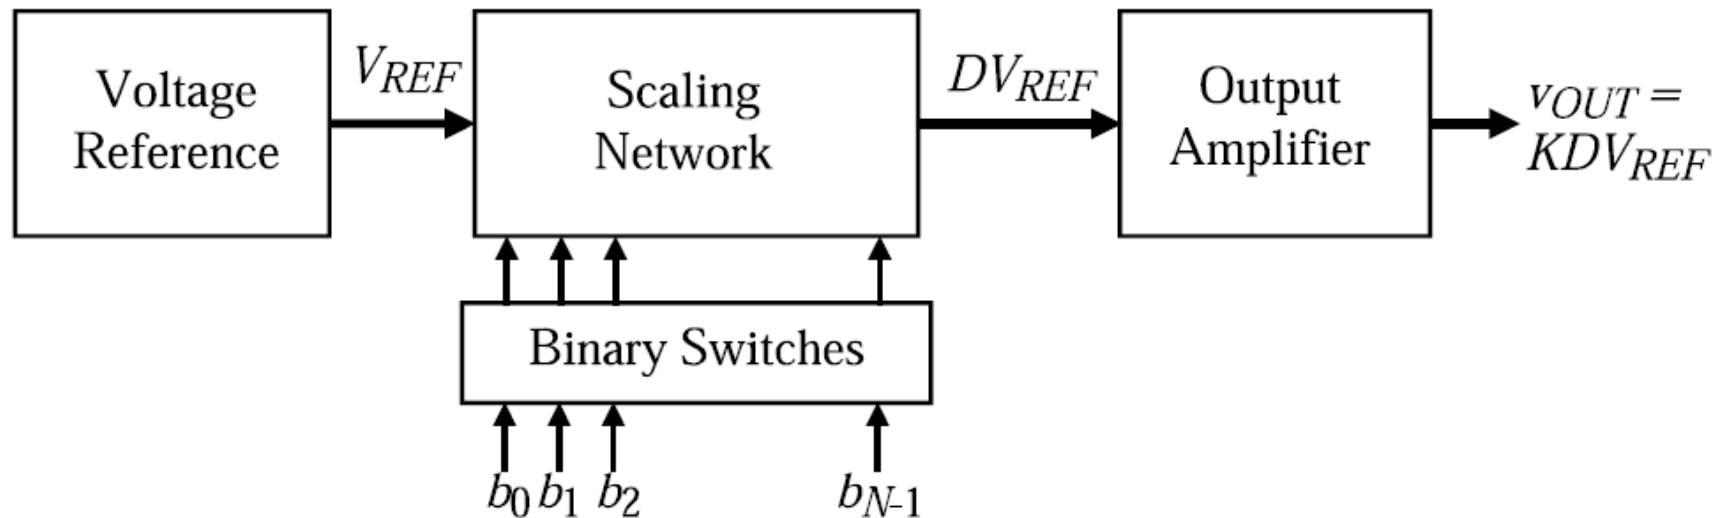 Voltage
Reference
VREF
Scaling
Network
DVREF
Output
Amplifier
vOUT =
KDVREF
Binary Switches
b0 b1 b2 bN-1